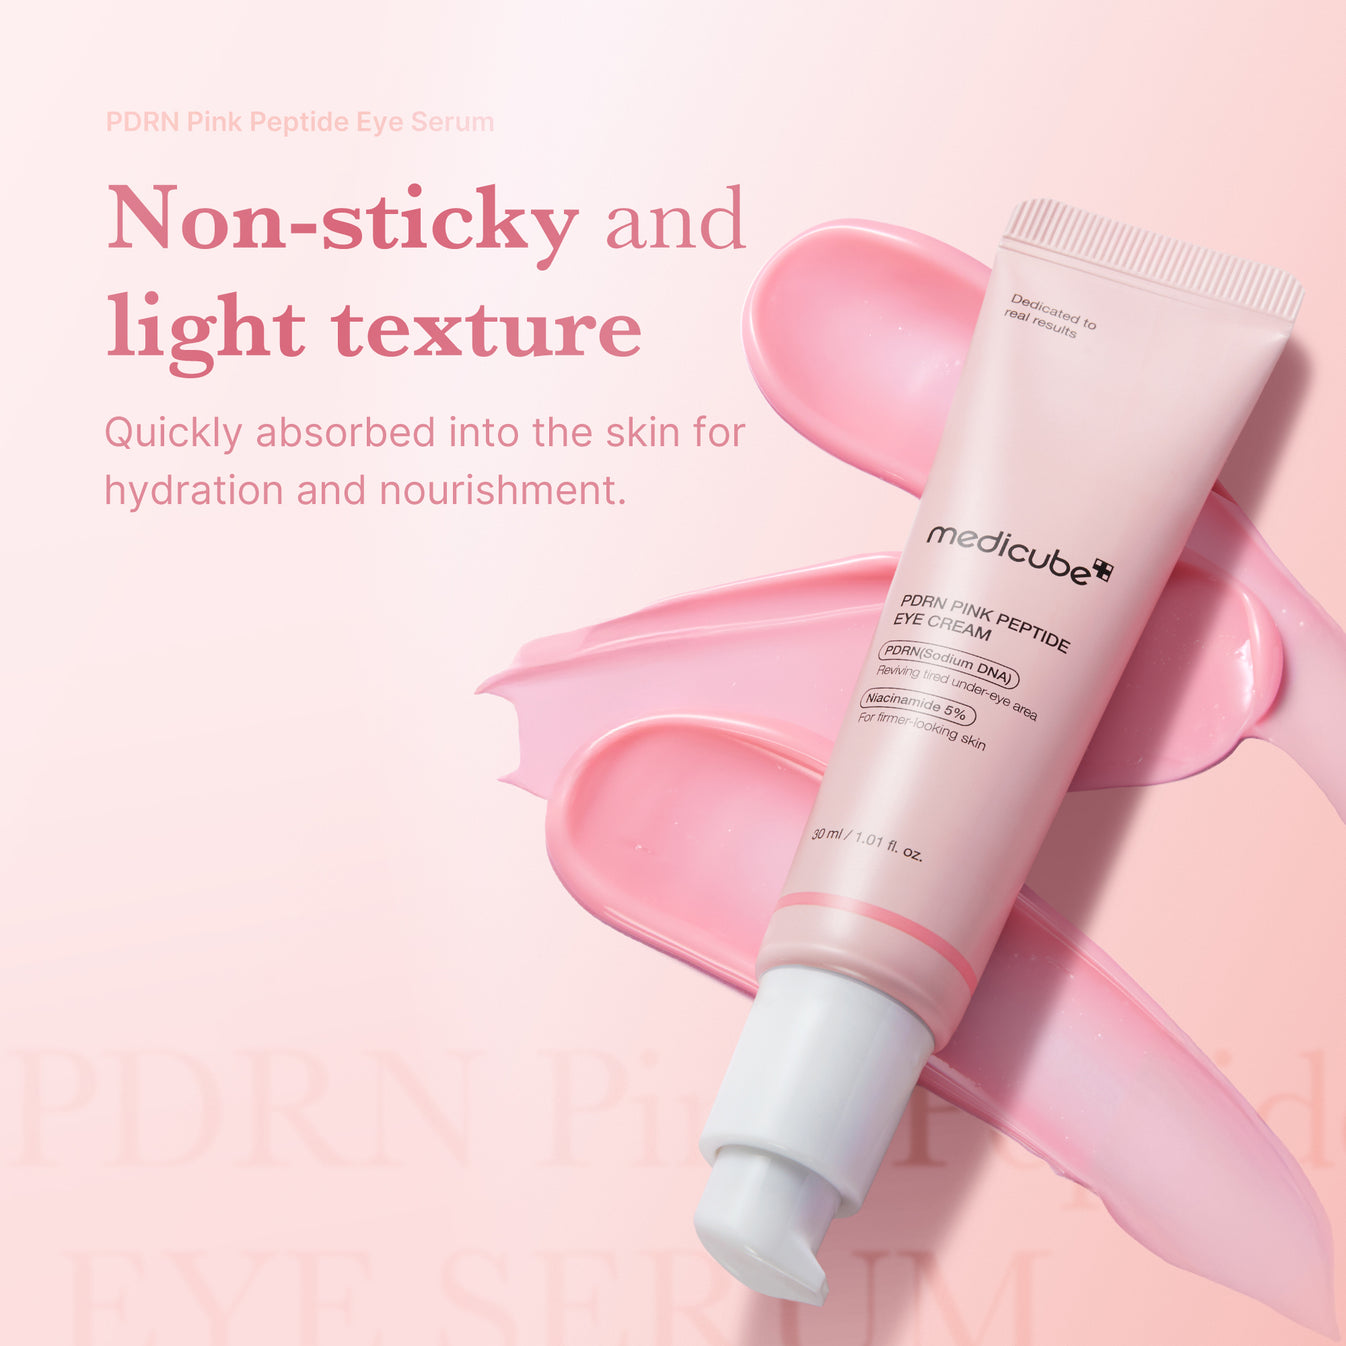 PDRN Pink Peptide Eye Serum
Non-sticky and
light texture
Quickly absorbed into the skin for
hydration and nourishment.
Dedicated to
real results
medicube
PDRN PINK PEPTIDE
EYE CREAM
PDRN(Sodium DNA)
Reviving tired under-eye area
Niacinamide 5%
For firmer-looking skin
30 ml / 1.01 fl. oz.
PDRN Pink Peptide
EYE SERUM